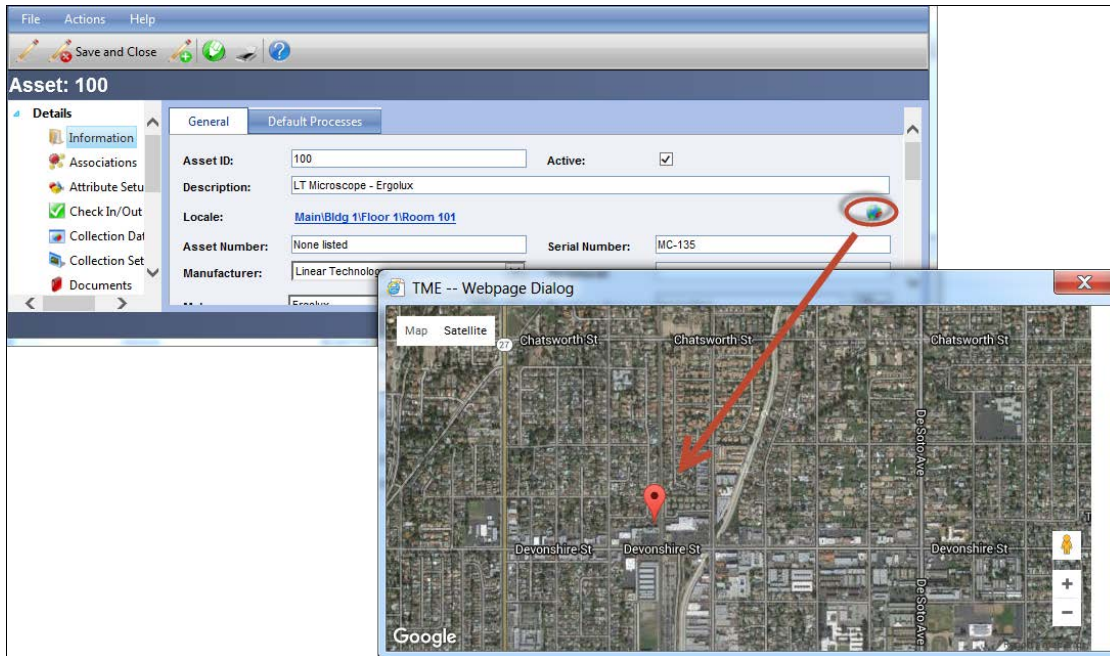 File Actions Help
Save and Close
Asset: 100
Details
Information
Associations
Attribute Setu
Check In/Out
Collection Dat
Collection Set
Documents
General Default Processes
Asset ID: 100 Active:
Description: LT Microscope - Ergolux
Locale: Main\Bldg 1\Floor 1\Room 101
Asset Number: None listed Serial Number: MC-135
Manufacturer: Linear Technolo
TME -- Webpage Dialog
Map Satellite
27
Chatsworth St Chatsworth St Chatsworth St
De Soto Ave
Devonshire St Devonshire St Devonshire St
De Soto Ave
Google